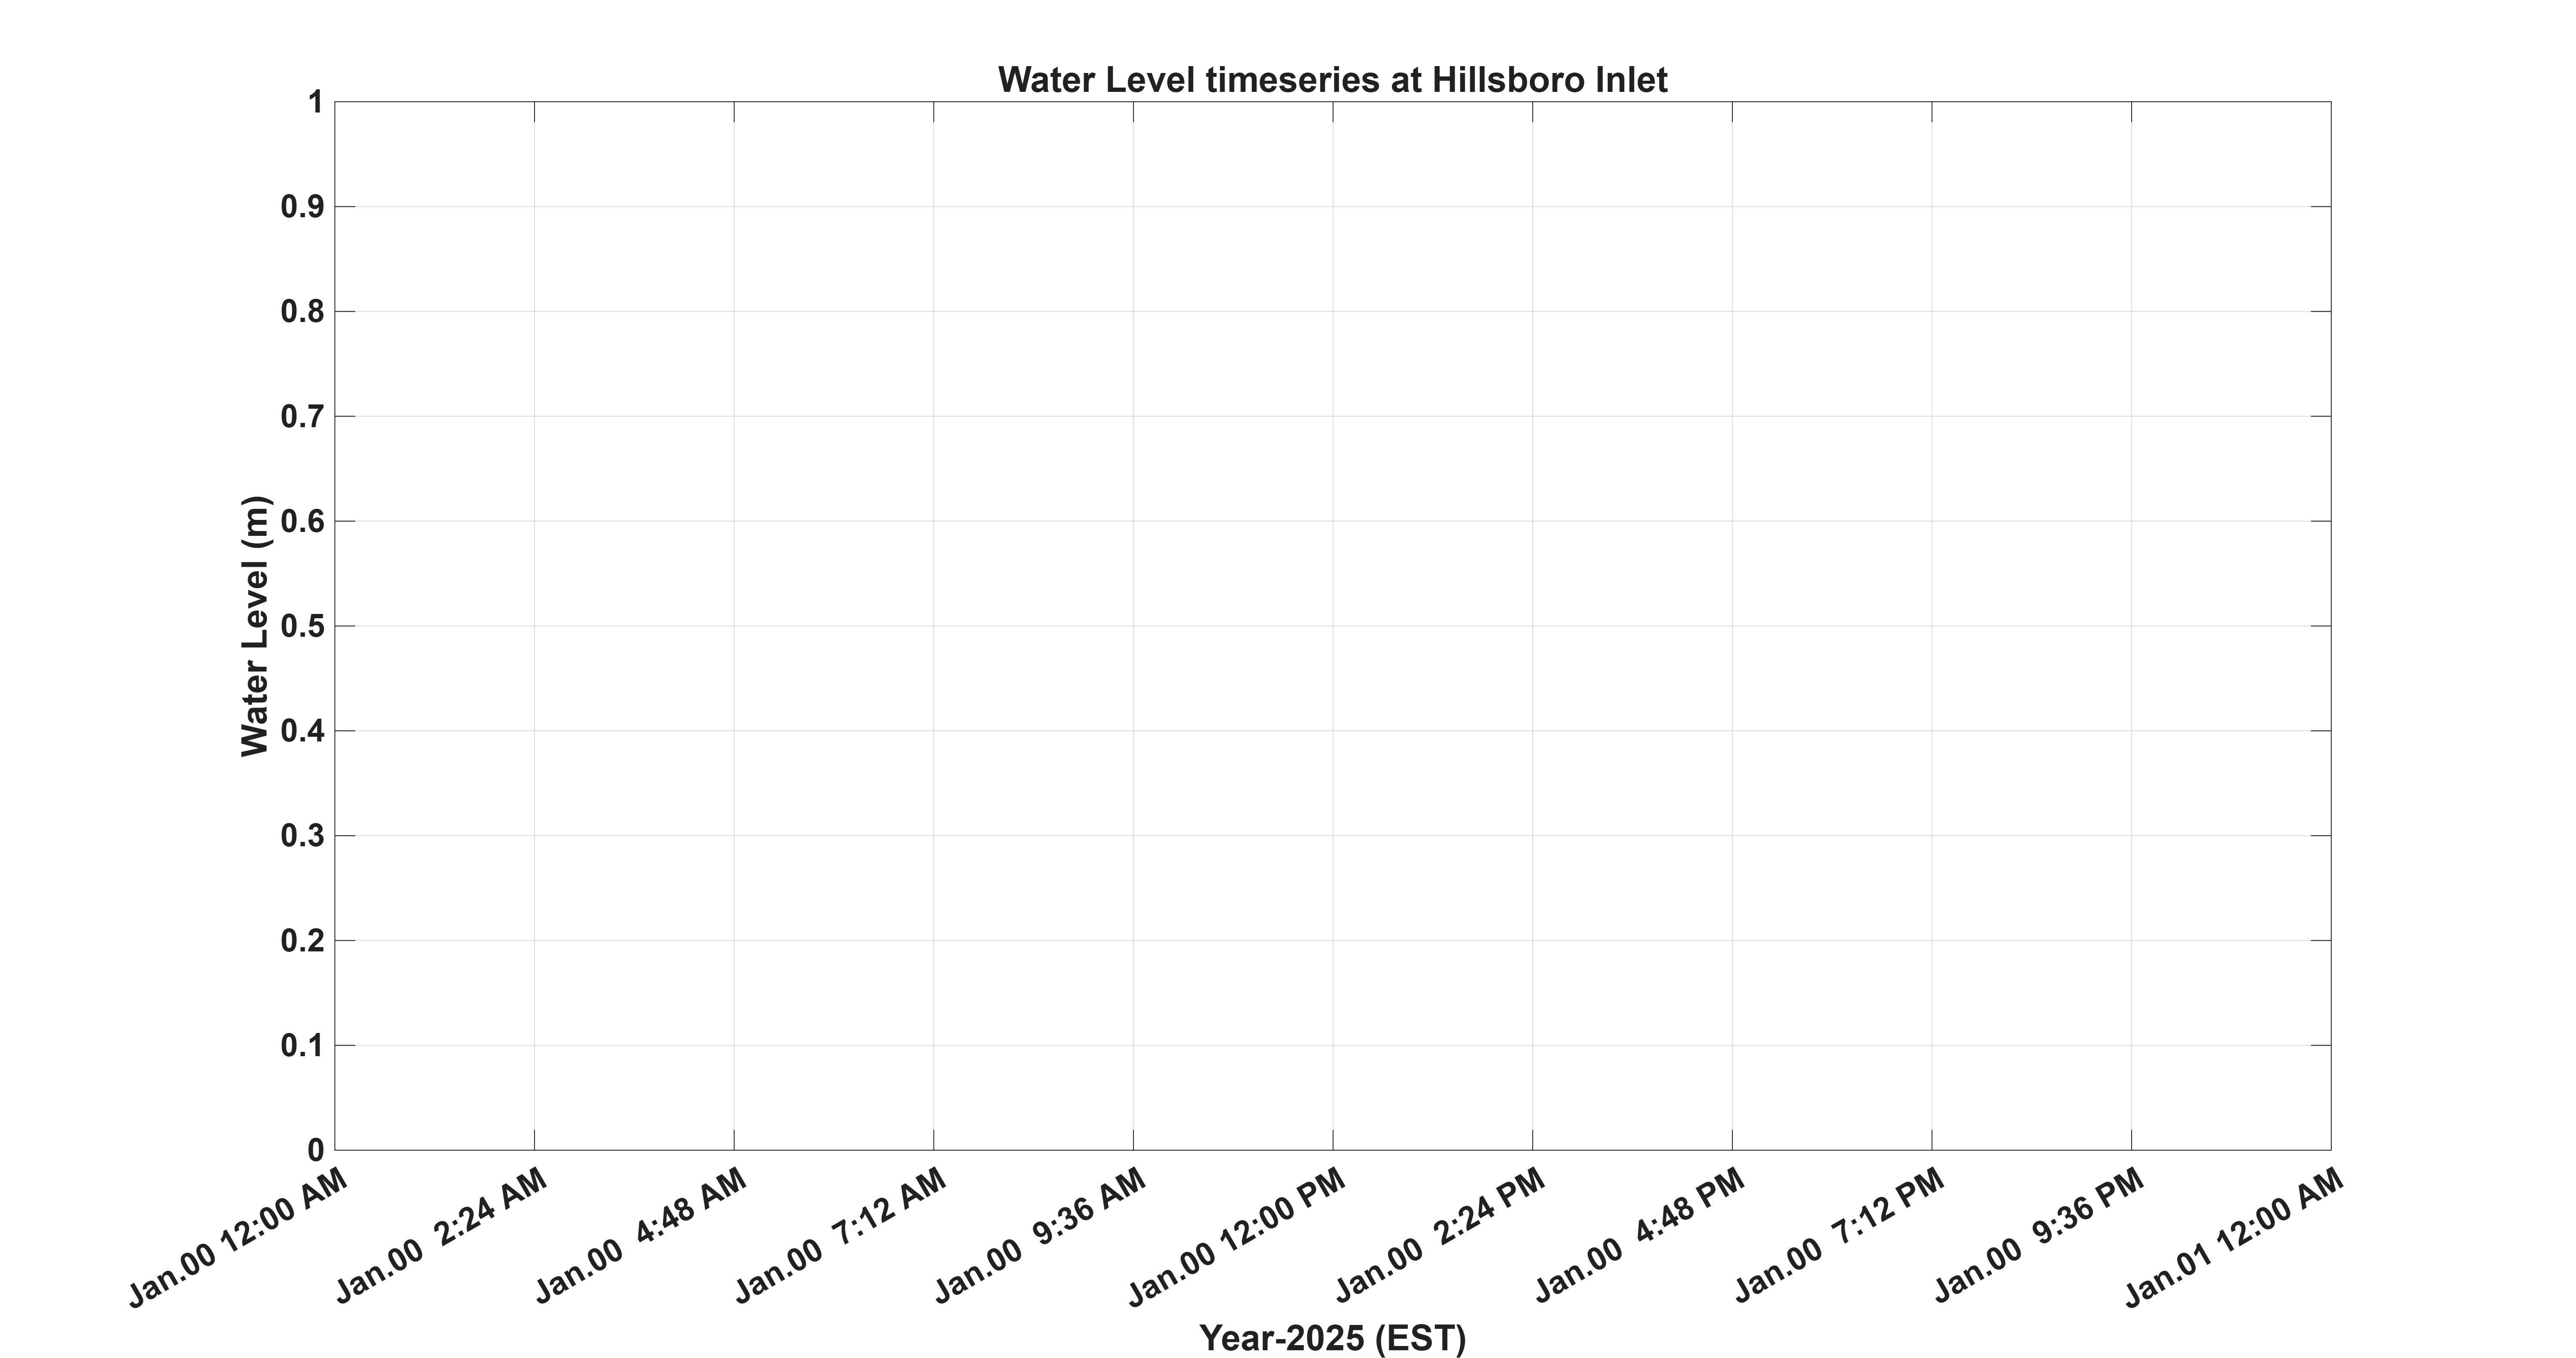 Water Level timeseries at Hillsboro Inlet
1
0.9
0.8
0.7
0.6
0.5
0.4
0.3
0.2
0.1
0
Water Level (m)
Jan.00 12:00 AM
Jan.00  2:24 AM
Jan.00  4:48 AM
Jan.00  7:12 AM
Jan.00  9:36 AM
Jan.00 12:00 PM
Jan.00  2:24 PM
Jan.00  4:48 PM
Jan.00  7:12 PM
Jan.00  9:36 PM
Jan.01 12:00 AM
Year-2025 (EST)